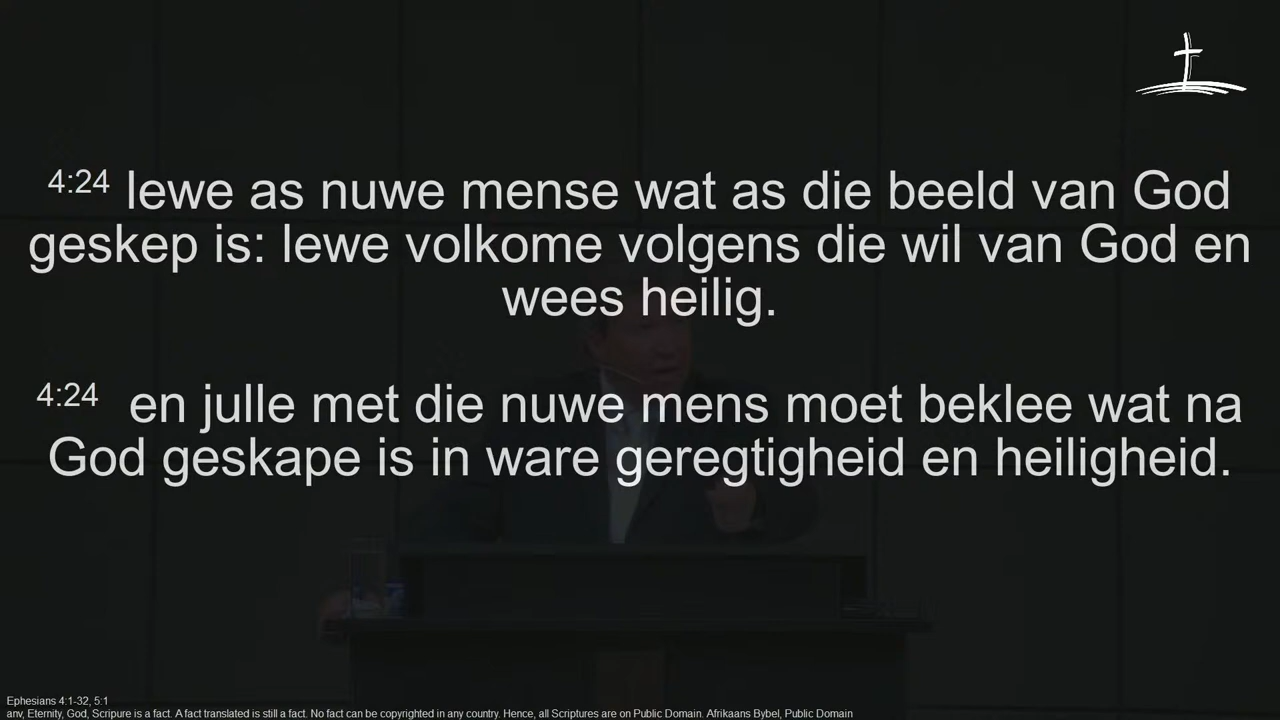 4:24 lewe as nuwe mense wat as die beeld van God
geskep is: lewe volkome volgens die wil van God en
wees heilig.
4:24 en julle met die nuwe mens moet beklee wat na
God geskape is in ware geregtigheid en heiligheid.
Ephesians 4:1-32, 5:1
anv, Eternity, God, Scripure is a fact. A fact translated is still a fact. No fact can be copyrighted in any country. Hence, all Scriptures are on Public Domain. Afrikaans Bybel, Public Domain